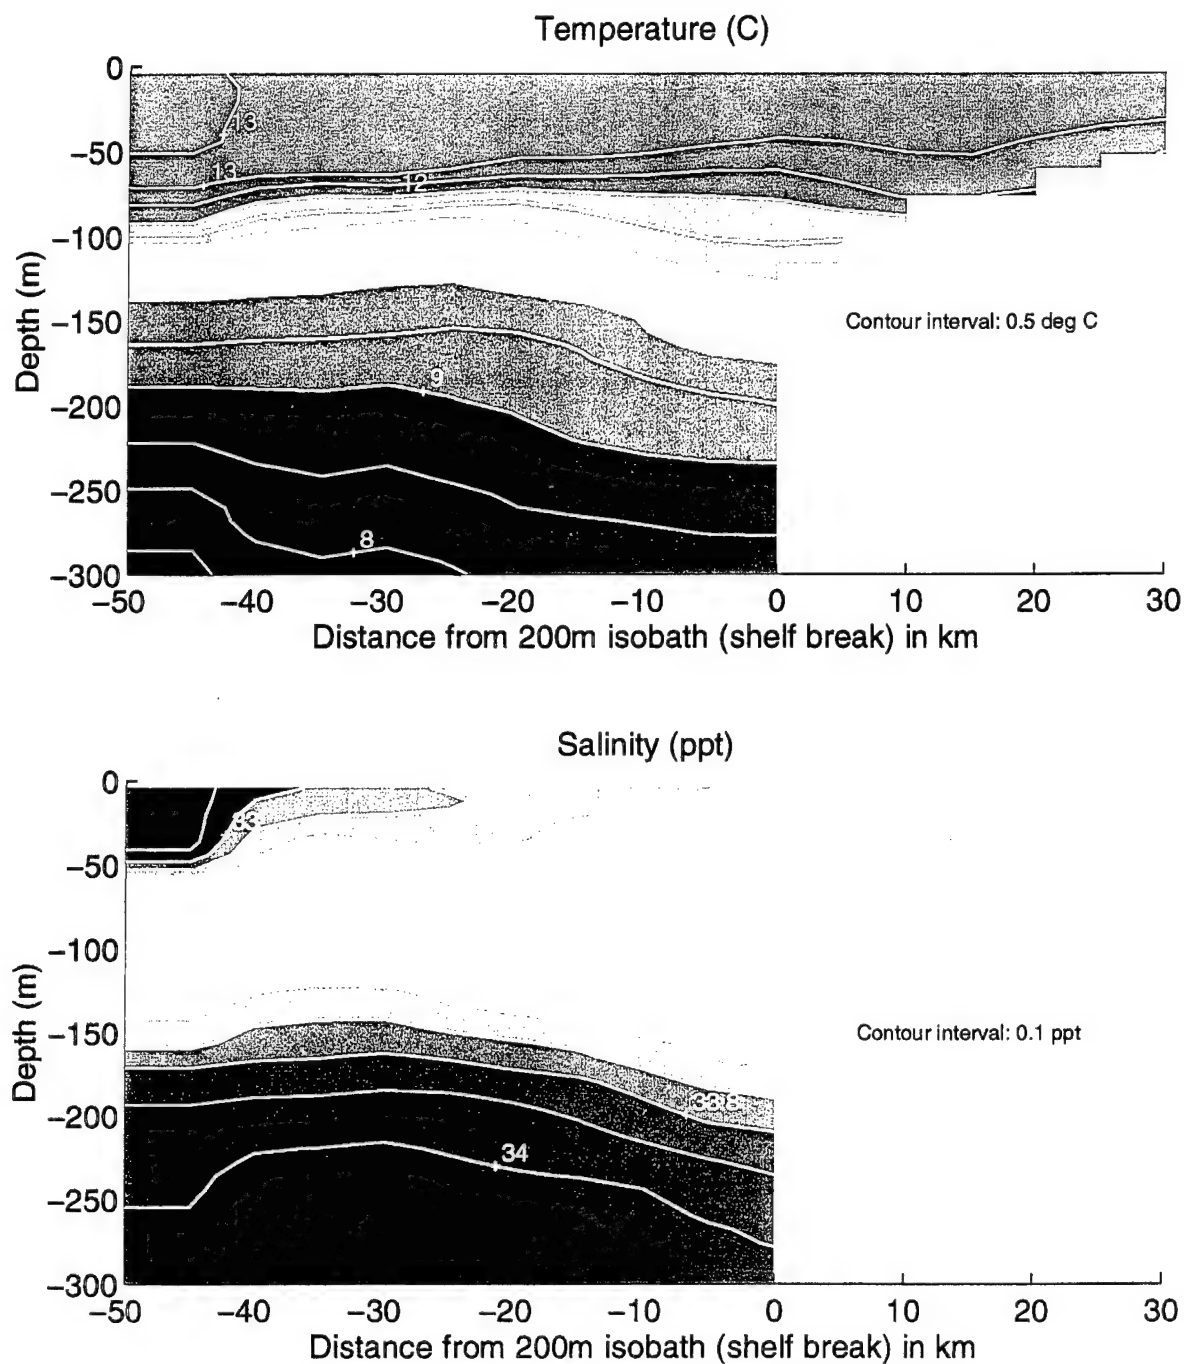 Temperature (C)
0
−50
−100
−150
−200
−250
−300
Depth (m)
13
13
12
9
8
Contour interval: 0.5 deg C
−50 −40 −30 −20 −10 0 10 20 30
Distance from 200m isobath (shelf break) in km
Salinity (ppt)
0
−50
−100
−150
−200
−250
−300
Depth (m)
33
33.8
34
Contour interval: 0.1 ppt
−50 −40 −30 −20 −10 0 10 20 30
Distance from 200m isobath (shelf break) in km